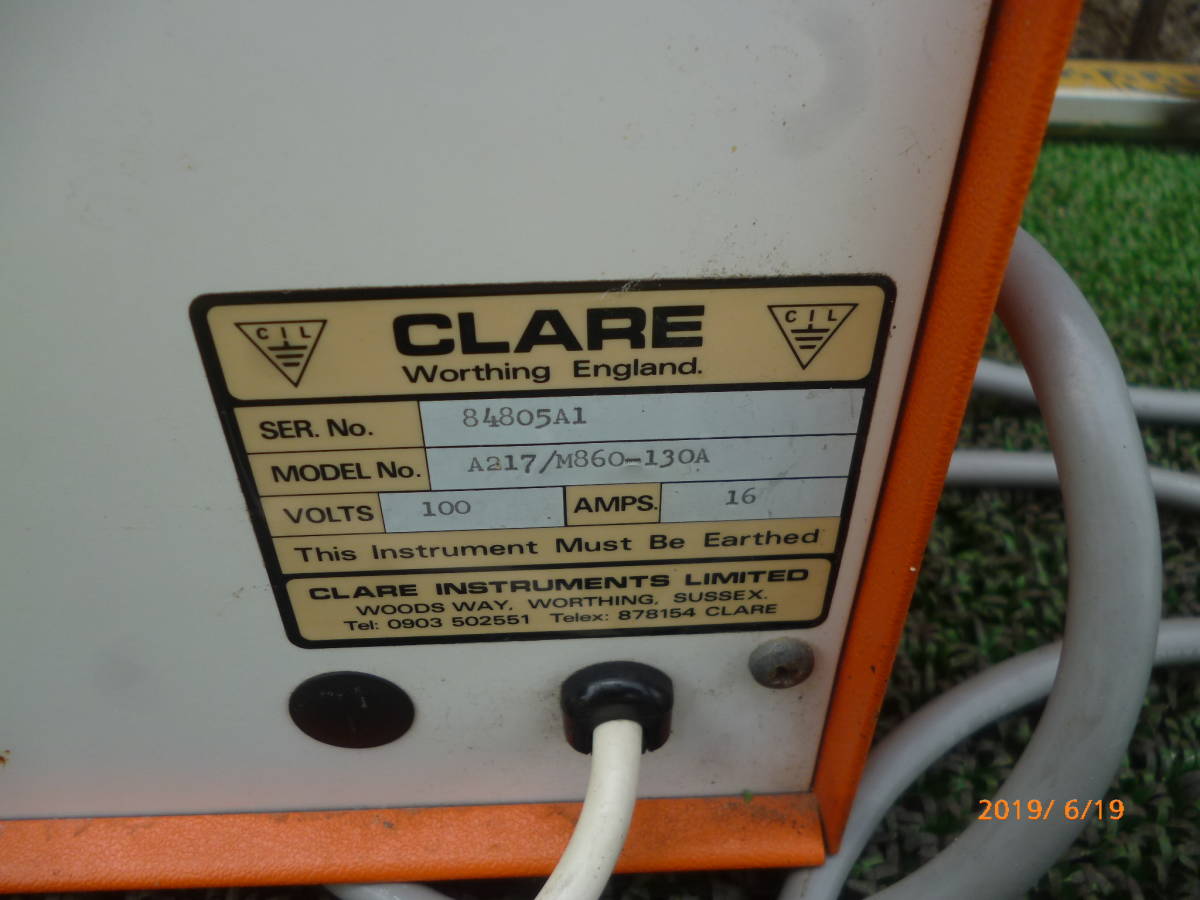 CIL CLARE CIL
Worthing England.
SER. No. 84805A1
MODEL No. A217/M860-130A
VOLTS 100 AMPS. 16
This Instrument Must Be Earthed
CLARE INSTRUMENTS LIMITED
WOODS WAY, WORTHING, SUSSEX.
Tel: 0903 502551 Telex: 878154 CLARE
2019/ 6/19